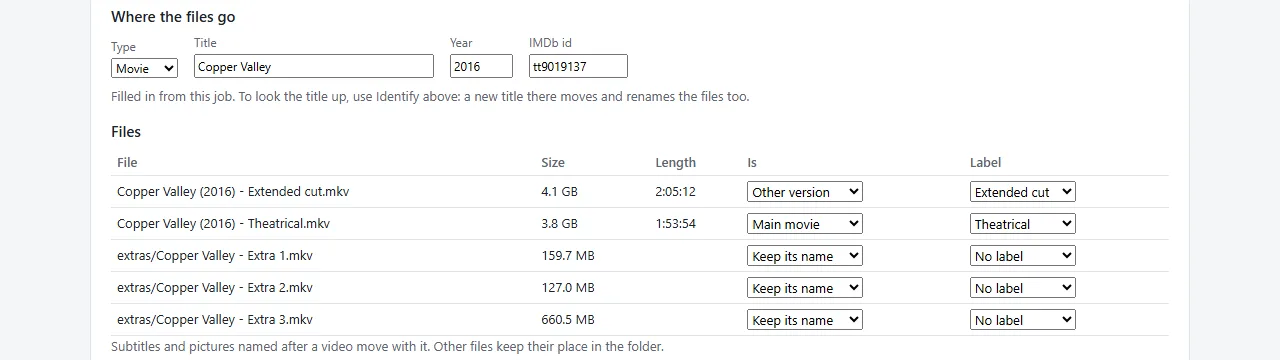 Where the files go
Type Title Year IMDb id
Movie Copper Valley 2016 tt9019137
Filled in from this job. To look the title up, use Identify above: a new title there moves and renames the files too.
Files
File Size Length Is Label
Copper Valley (2016) - Extended cut.mkv 4.1 GB 2:05:12 Other version Extended cut
Copper Valley (2016) - Theatrical.mkv 3.8 GB 1:53:54 Main movie Theatrical
extras/Copper Valley - Extra 1.mkv 159.7 MB Keep its name No label
extras/Copper Valley - Extra 2.mkv 127.0 MB Keep its name No label
extras/Copper Valley - Extra 3.mkv 660.5 MB Keep its name No label
Subtitles and pictures named after a video move with it. Other files keep their place in the folder.